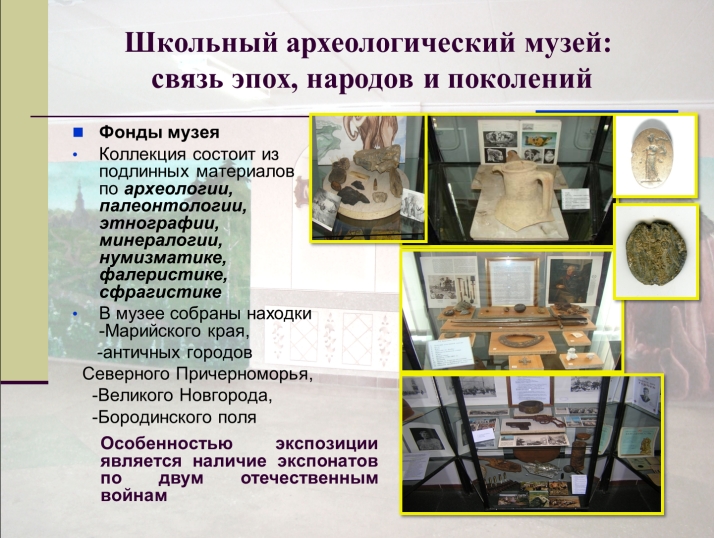 Школьный археологический музей:
связь эпох, народов и поколений
Фонды музея
Коллекция состоит из
подлинных материалов
по археологии,
палеонтологии,
этнографии,
минералогии,
нумизматике,
фалеристике,
сфрагистике
В музее собраны находки
-Марийского края,
-античных городов
Северного Причерноморья,
-Великого Новгорода,
-Бородинского поля
Особенностью экспозиции
является наличие экспонатов
по двум отечественным
войнам